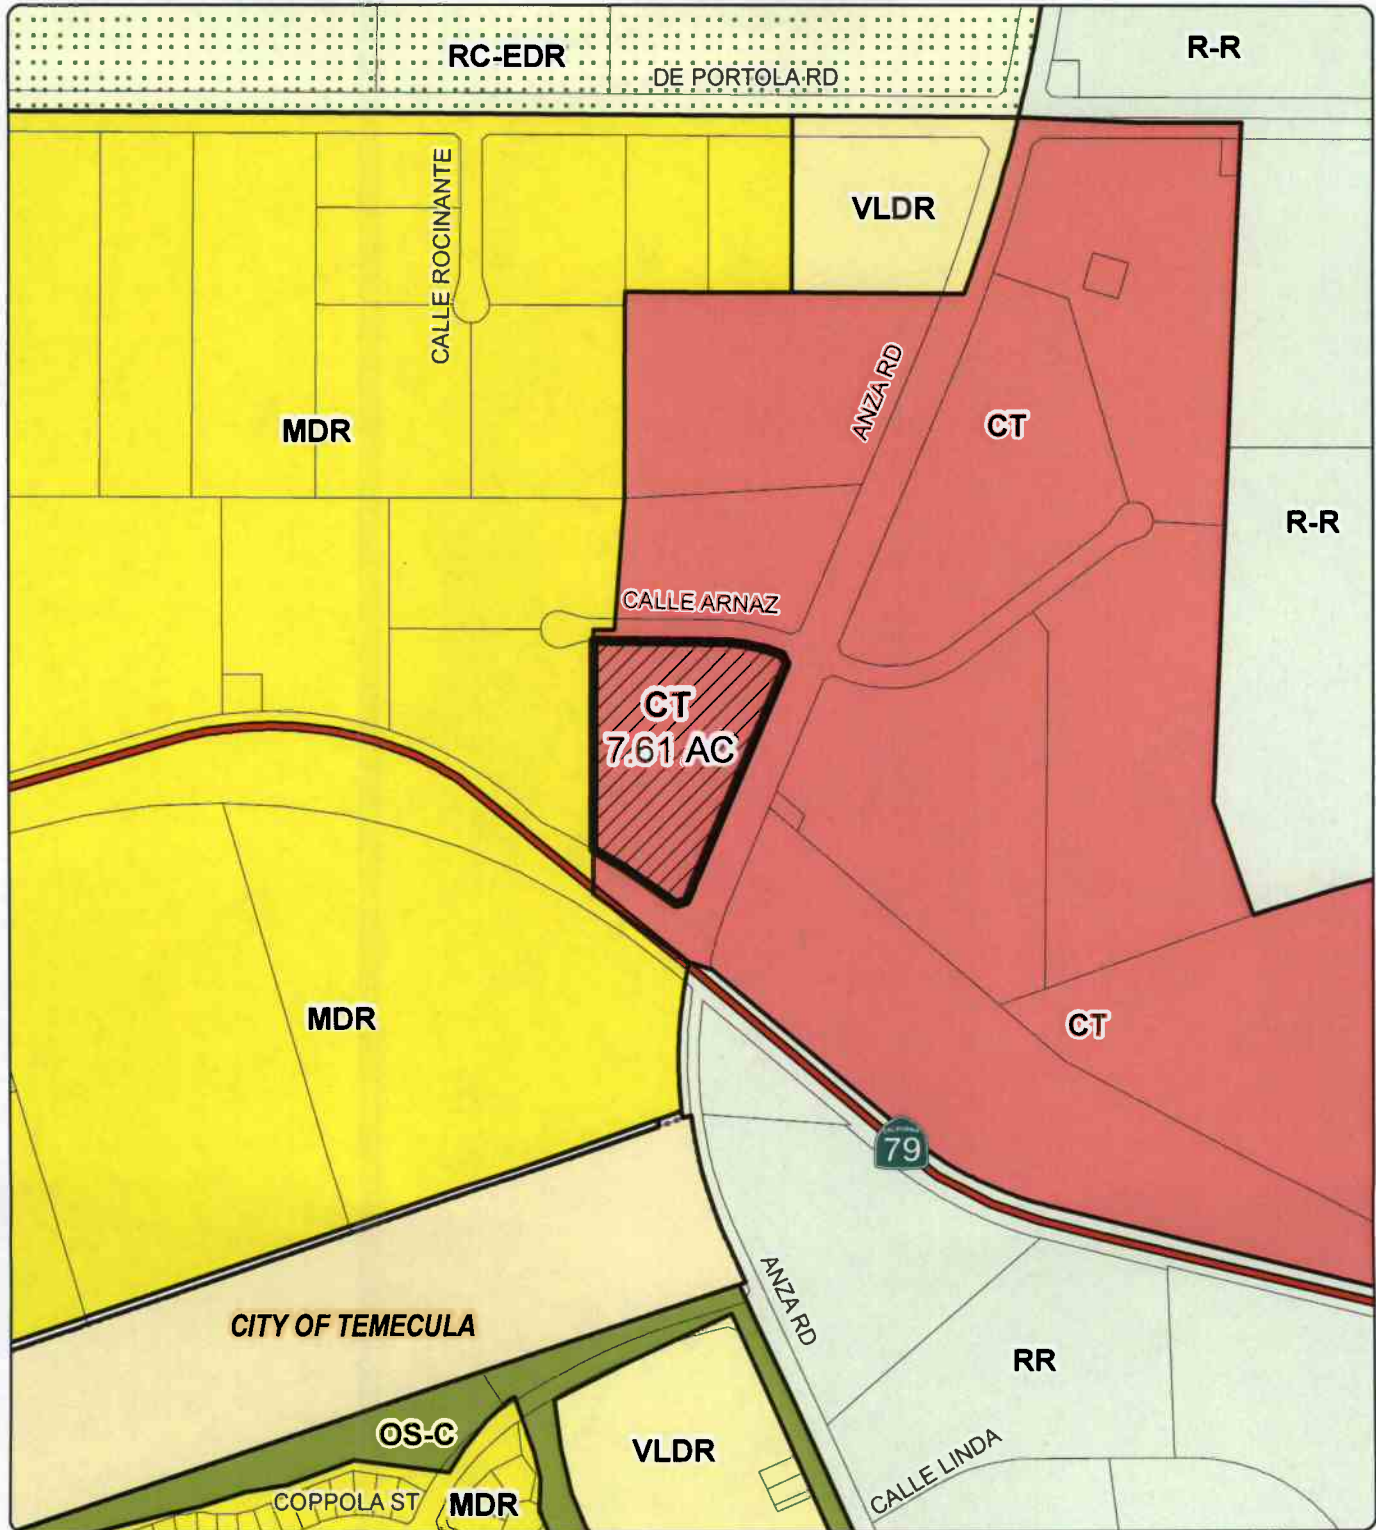 RC-EDR
R-R
DE PORTOLA RD
CALLE ROCINANTE
VLDR
ANZA RD
MDR
CT
R-R
CALLE ARNAZ
CT
7.61 AC
MDR
CT
CALIFORNIA
79
ANZA RD
CITY OF TEMECULA
RR
OS-C
VLDR
CALLE LINDA
COPPOLA ST
MDR